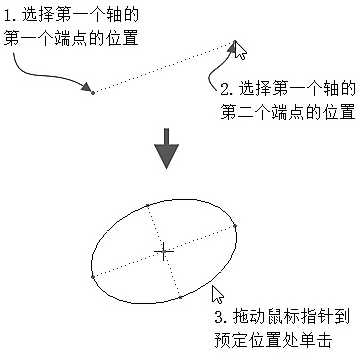 1. 选择第一个轴的
第一个端点的位置
2. 选择第一个轴的
第二个端点的位置
3. 拖动鼠标指针到
预定位置处单击